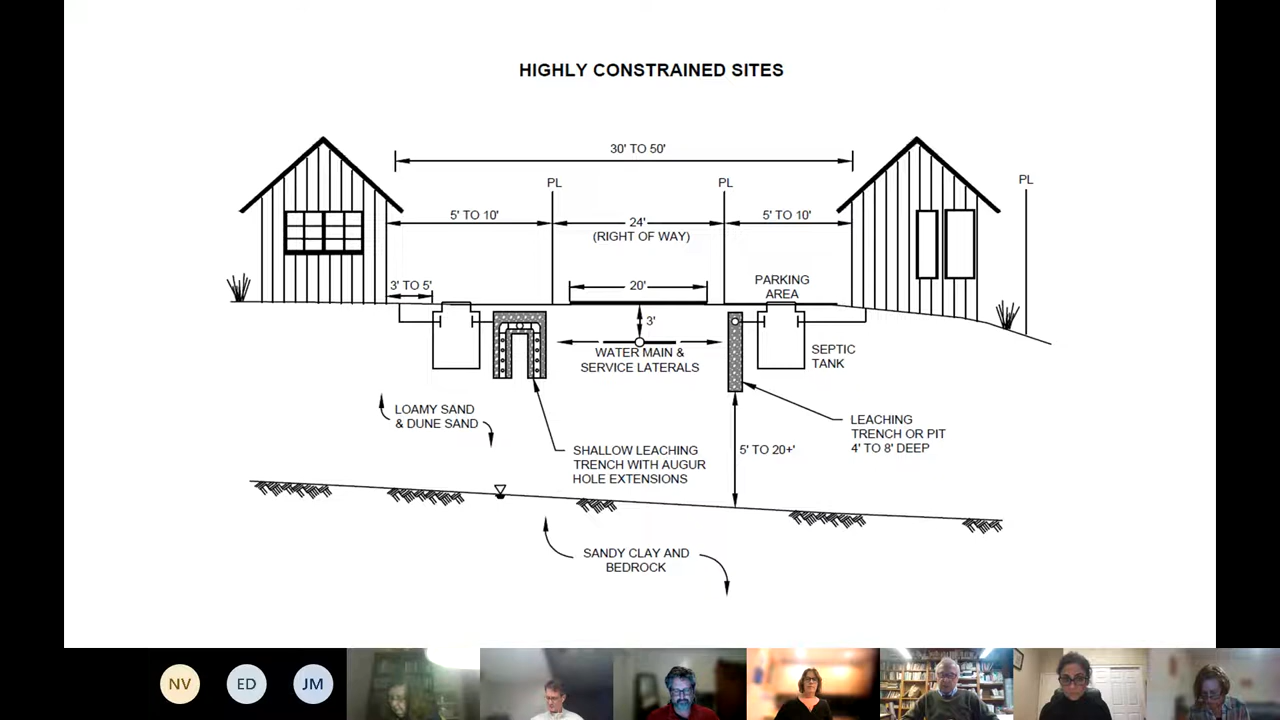 HIGHLY CONSTRAINED SITES
30' TO 50'
PL
PL
PL
5' TO 10'
24'
(RIGHT OF WAY)
5' TO 10'
3' TO 5'
20'
PARKING
AREA
3'
WATER MAIN &
SERVICE LATERALS
SEPTIC
TANK
LOAMY SAND
& DUNE SAND
SHALLOW LEACHING
TRENCH WITH AUGUR
HOLE EXTENSIONS
5' TO 20+'
LEACHING
TRENCH OR PIT
4' TO 8' DEEP
SANDY CLAY AND
BEDROCK
NV
ED
JM